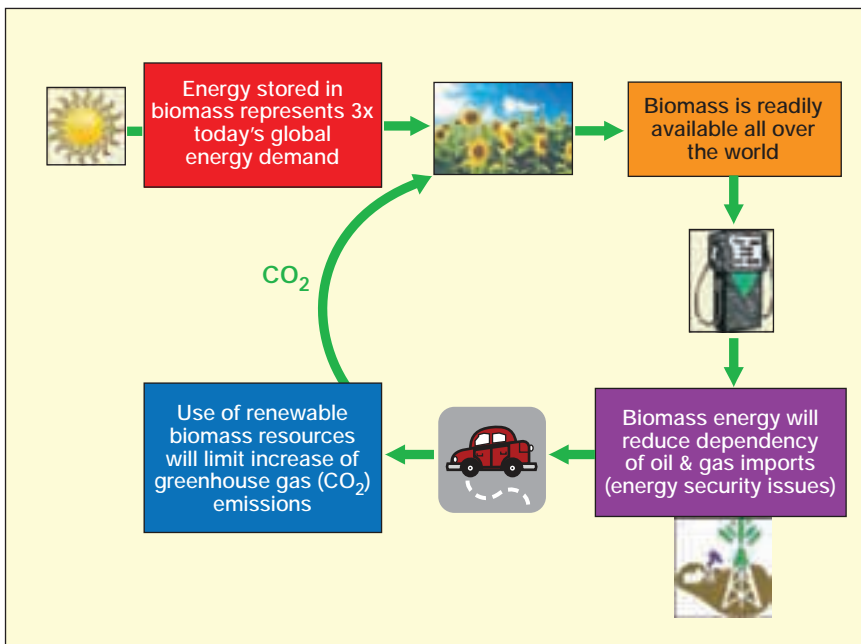 Energy stored in
biomass represents 3x
today's global
energy demand
Biomass is readily
available all over
the world
CO₂
Use of renewable
biomass resources
will limit increase of
greenhouse gas (CO₂)
emissions
Biomass energy will
reduce dependency
of oil & gas imports
(energy security issues)